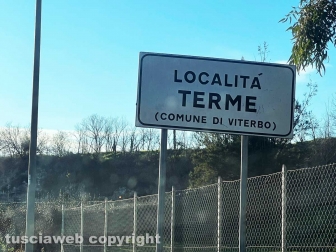 LOCALITÁ
TERME
(COMUNE DI VITERBO)
tusciaweb copyright